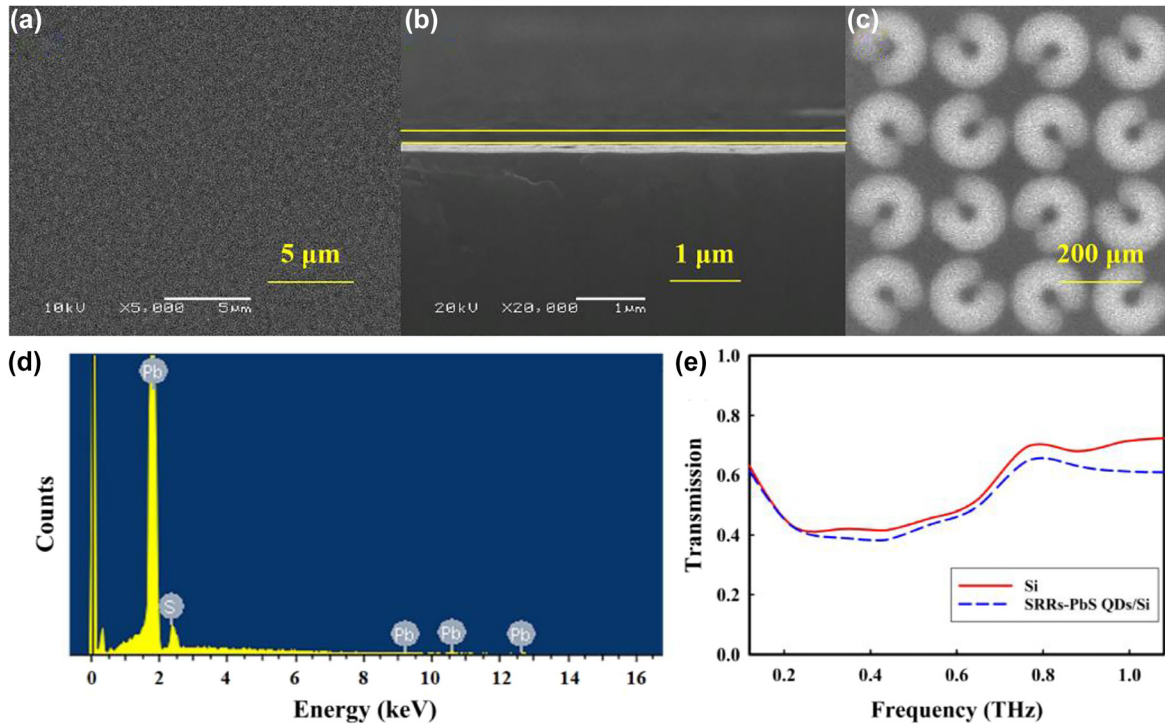 (a)
5 μm
10kV X5,000 5μm
(b)
1 μm
20kV X20,000 1μm
(c)
200 μm
(d)
Pb
S
Pb
Pb
Pb
Counts
0 2 4 6 8 10 12 14 16
Energy (keV)
(e)
1.0
0.8
0.6
0.4
0.2
0.0
Transmission
Si
SRRs-PbS QDs/Si
0.2 0.4 0.6 0.8 1.0
Frequency (THz)